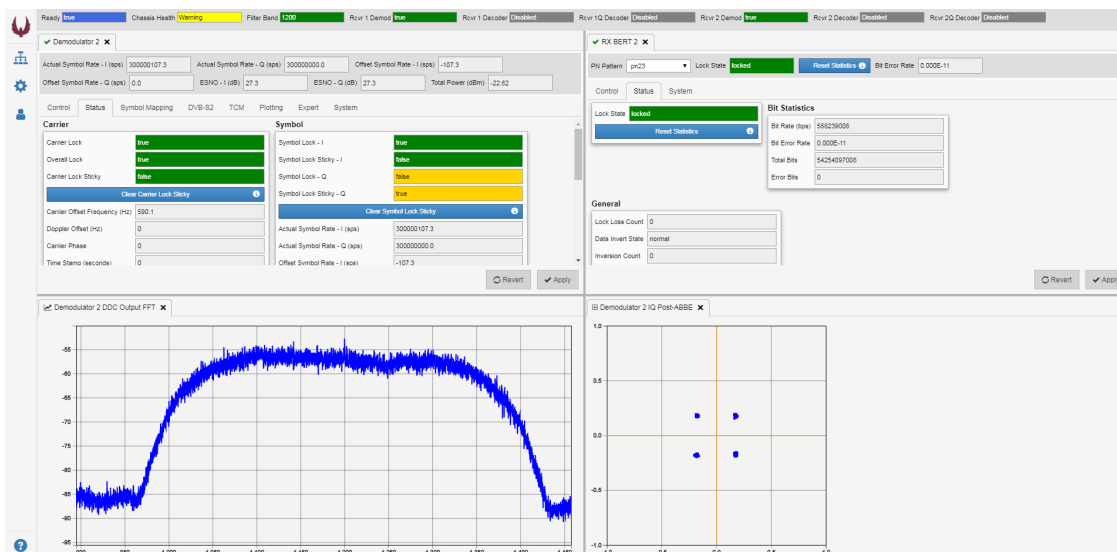 Ready true Chassis Health Warning Filter Band 1200 Rcvr 1 Demod true Rcvr 1 Decoder Disabled Rcvr 1Q Decoder Disabled Rcvr 2 Demod true Rcvr 2 Decoder Disabled Rcvr 2Q Decoder Disabled
Demodulator 2
Actual Symbol Rate - I (sps) 300000107.3 Actual Symbol Rate - Q (sps) 300000000.0 Offset Symbol Rate - I (sps) -107.3
Offset Symbol Rate - Q (sps) 0.0 ESNO - I (dB) 27.3 ESNO - Q (dB) 27.3 Total Power (dBm) -22.62
Control Status Symbol Mapping DVB-S2 TCM Plotting Expert System
Carrier
Carrier Lock true
Overall Lock true
Carrier Lock Sticky false
Clear Carrier Lock Sticky
Carrier Offset Frequency (Hz) 590.1
Doppler Offset (Hz) 0
Carrier Phase 0
Time Stamp (seconds) 0
Symbol
Symbol Lock - I true
Symbol Lock Sticky - I false
Symbol Lock - Q false
Symbol Lock Sticky - Q true
Clear Symbol Lock Sticky
Actual Symbol Rate - I (sps) 300000107.3
Actual Symbol Rate - Q (sps) 300000000.0
Offset Symbol Rate - I (sps) -107.3
Revert Apply
RX BERT 2
PN Pattern pn23 Lock State locked Reset Statistics Bit Error Rate 0.000E-11
Control Status System
Lock State locked
Reset Statistics
Bit Statistics
Bit Rate (bps) 588239008
Bit Error Rate 0.000E-11
Total Bits 54254097008
Error Bits 0
General
Lock Loss Count 0
Data Invert State normal
Inversion Count 0
Revert Apply
Demodulator 2 DDC Output FFT
-55
-65
-70
-75
-80
-85
-90
-95
Demodulator 2 IQ Post-ABBE
1.0
0.5
0.0
-0.5
-1.0